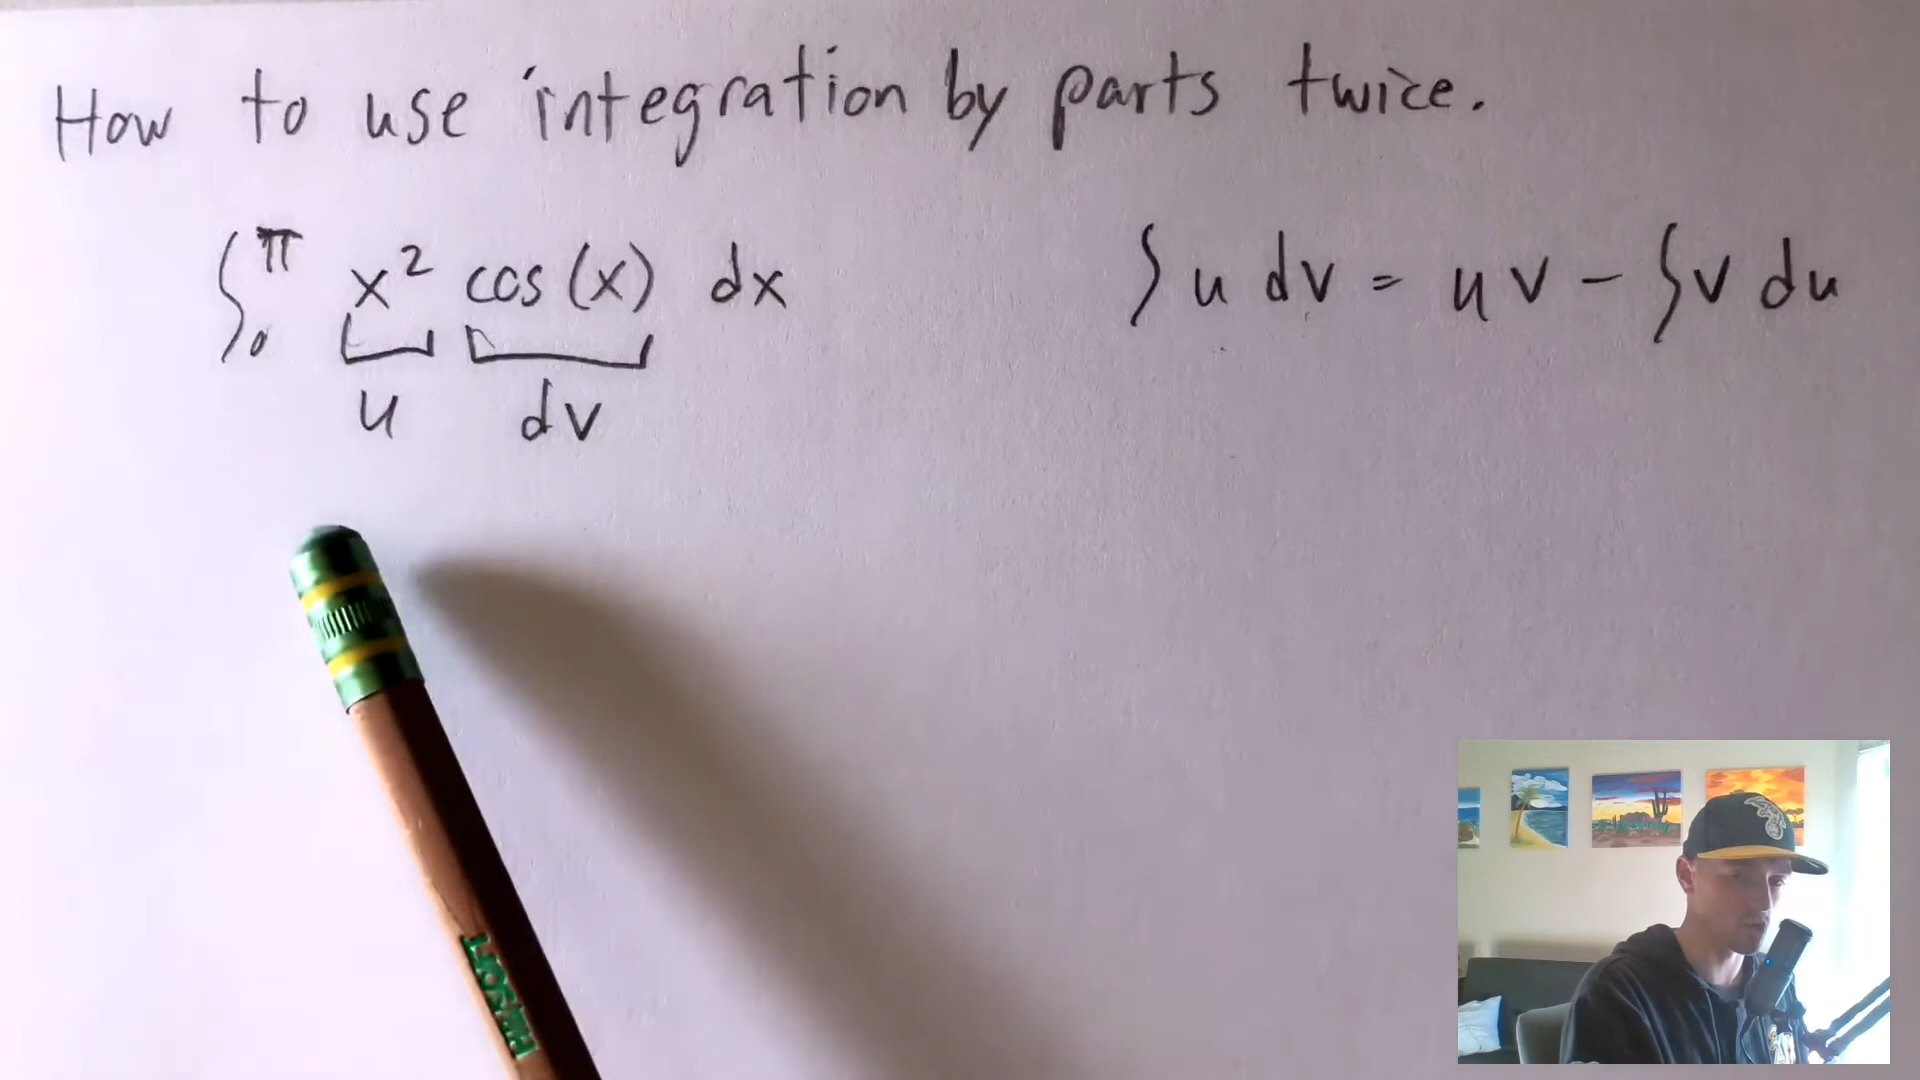 How to use integration by parts twice.
∫₀^π x² cos(x) dx ∫ u dv = uv - ∫v du
u dv